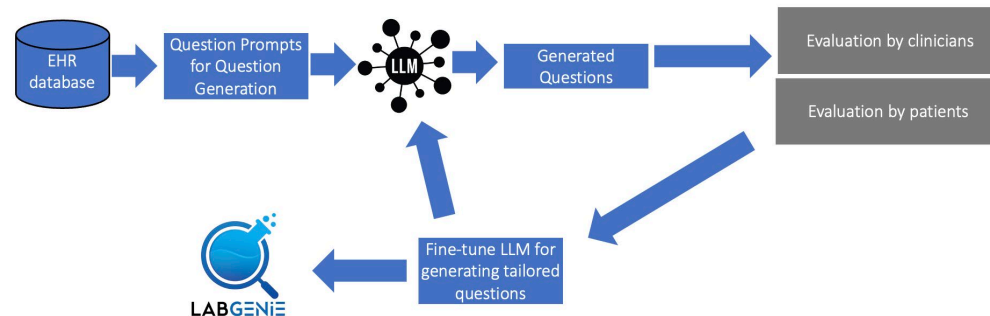 EHR
database
Question Prompts
for Question
Generation
LLM
Generated
Questions
Evaluation by clinicians
Evaluation by patients
Fine-tune LLM for
generating tailored
questions
LABGENiE